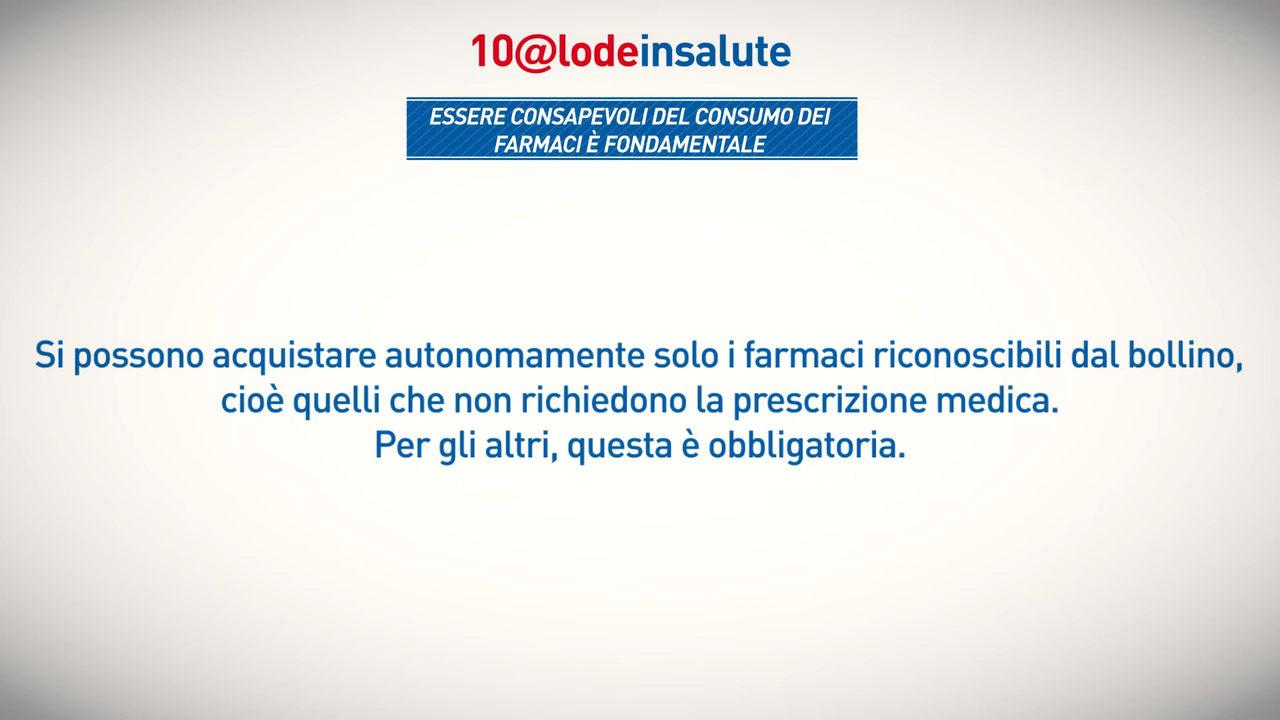 10@lodeinsalute
ESSERE CONSAPEVOLI DEL CONSUMO DEI
FARMACI È FONDAMENTALE
Si possono acquistare autonomamente solo i farmaci riconoscibili dal bollino,
cioè quelli che non richiedono la prescrizione medica.
Per gli altri, questa è obbligatoria.